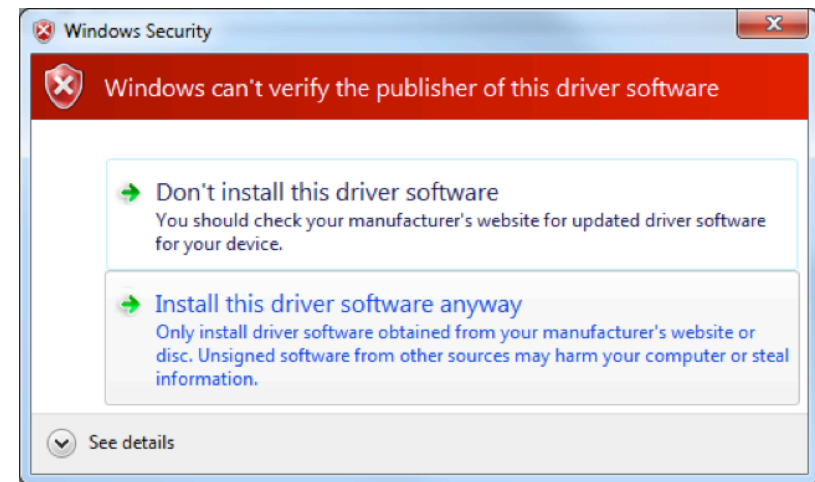 Windows Security
Windows can't verify the publisher of this driver software
Don't install this driver software
You should check your manufacturer's website for updated driver software
for your device.
Install this driver software anyway
Only install driver software obtained from your manufacturer's website or
disc. Unsigned software from other sources may harm your computer or steal
information.
See details